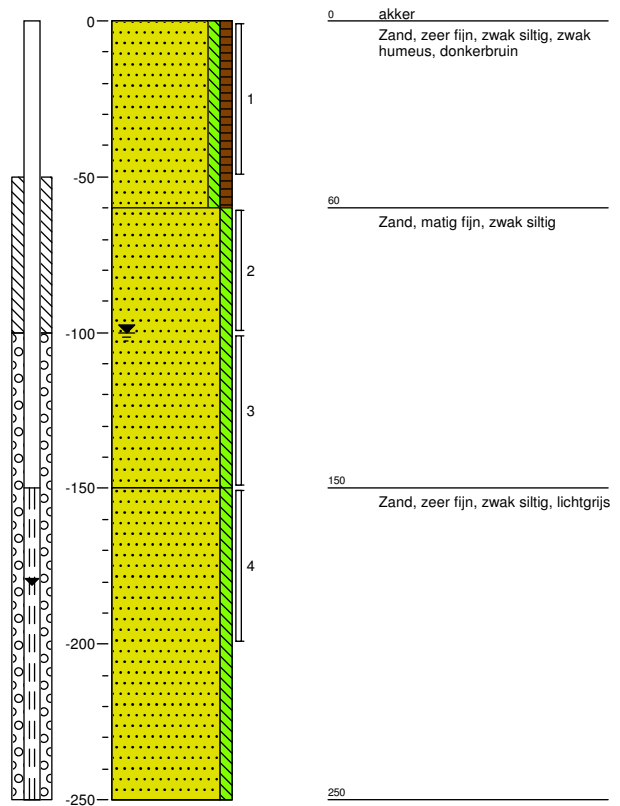 0
-50
-100
-150
-200
-250
1
2
3
4
0
akker
Zand, zeer fijn, zwak siltig, zwak
humeus, donkerbruin
60
Zand, matig fijn, zwak siltig
150
Zand, zeer fijn, zwak siltig, lichtgrijs
250